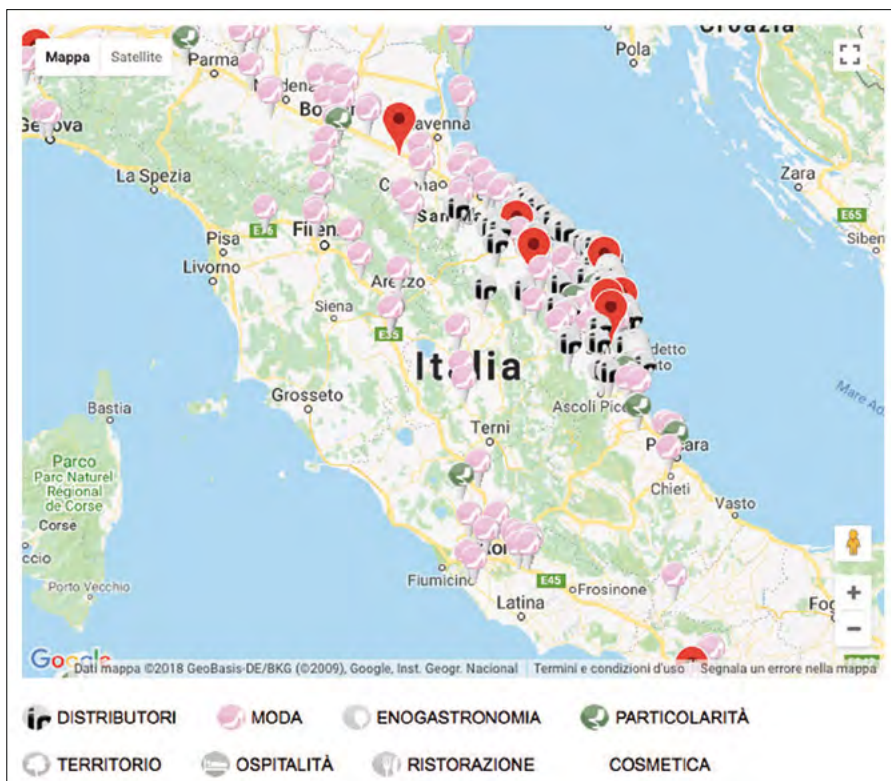 Croazia
Mappa Satellite
Parma
Pola
Genova
Zara
La Spezia
E65
E76
Pisa
Livorno
Arezzo
Siena
E35
Italia
Mare
Grosseto
Bastia
Ascoli
Terni
Parco
Parc Naturel
Régional
de Corse
Chieti
Corse
Vasto
Fiumicino
E45
Frosinone
Porto Vecchio
Latina
+
−
Google
Dati mappa ©2018 GeoBasis-DE/BKG (©2009), Google, Inst. Geogr. Nacional Termini e condizioni d'uso Segnala un errore nella mappa
DISTRIBUTORI MODA ENOGASTRONOMIA PARTICOLARITÀ
TERRITORIO OSPITALITÀ RISTORAZIONE COSMETICA